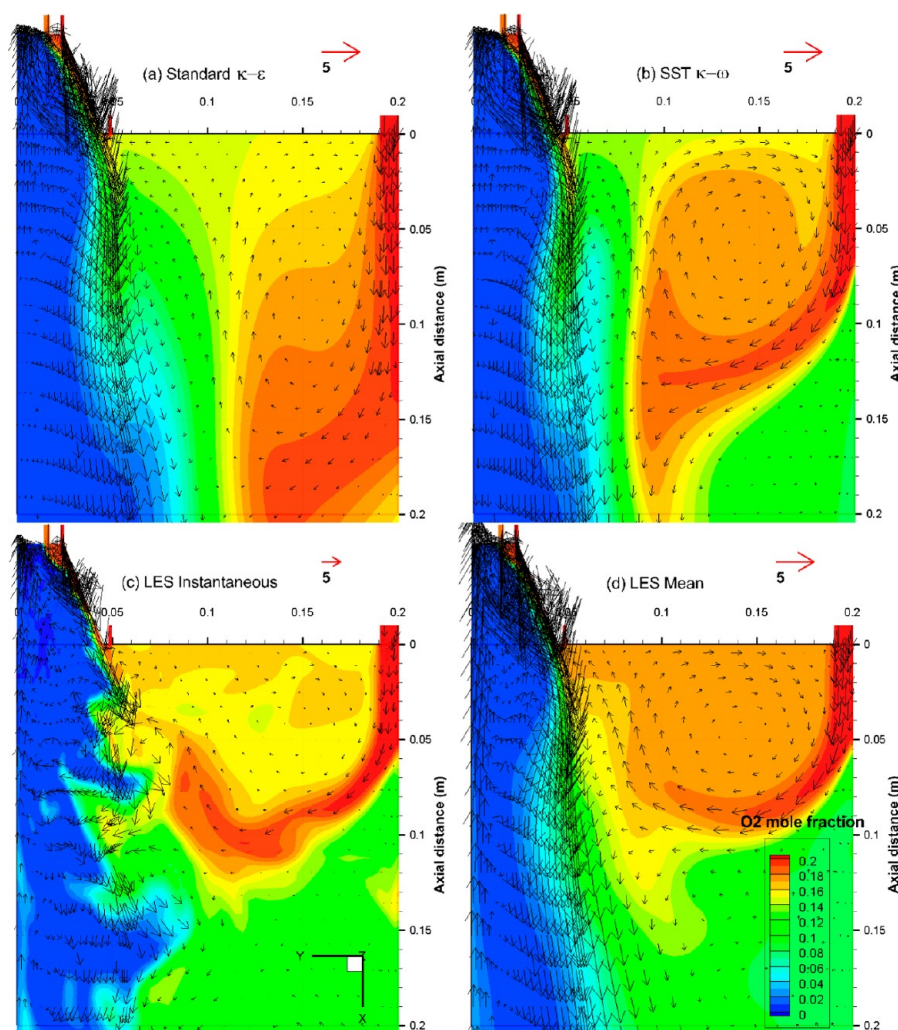 5
5
(a) Standard κ–ε
(b) SST κ–ω
0.05 0.1 0.15 0.2
0.1 0.15 0.2
0
0
0.05
0.05
Axial distance (m)
Axial distance (m)
0.1
0.1
0.15
0.15
0.2
0.2
(c) LES Instantaneous
5
(d) LES Mean
5
0.05 0.1 0.15 0.2
0.1 0.15 0.2
0
0
0.05
0.05
Axial distance (m)
Axial distance (m)
O2 mole fraction
0.1
0.1
0.2
0.18
0.16
0.14
0.12
0.1
0.08
0.06
0.04
0.02
0
0.15
0.15
Y Z
X
0.2
0.2